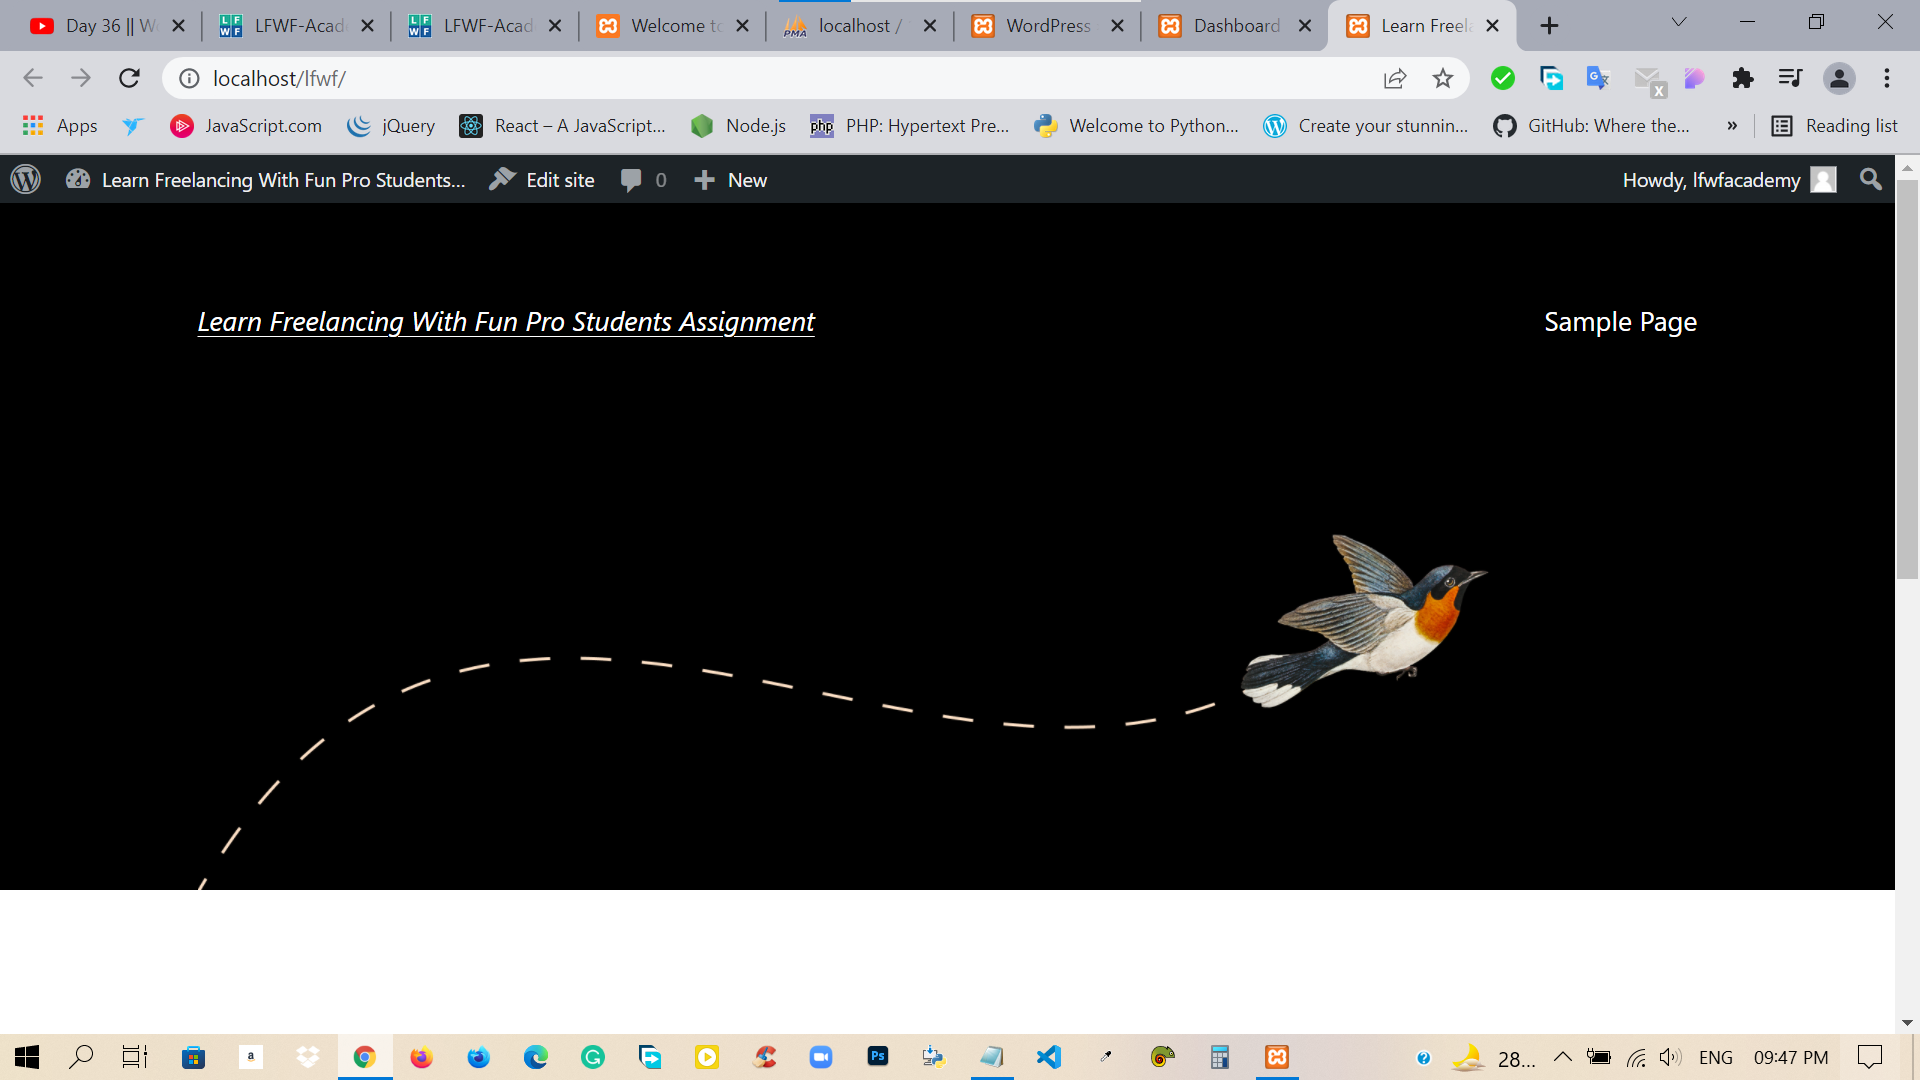 Day 36 || W
LFWF-Acad
LFWF-Acad
Welcome to
localhost /
WordPress
Dashboard
Learn Freela
localhost/lfwf/
Apps
JavaScript.com
jQuery
React – A JavaScript...
Node.js
php
PHP: Hypertext Pre...
Welcome to Python...
Create your stunnin...
GitHub: Where the...
»
Reading list
Learn Freelancing With Fun Pro Students...
Edit site
0
New
Howdy, lfwfacademy
Learn Freelancing With Fun Pro Students Assignment
Sample Page
28...
ENG
09:47 PM